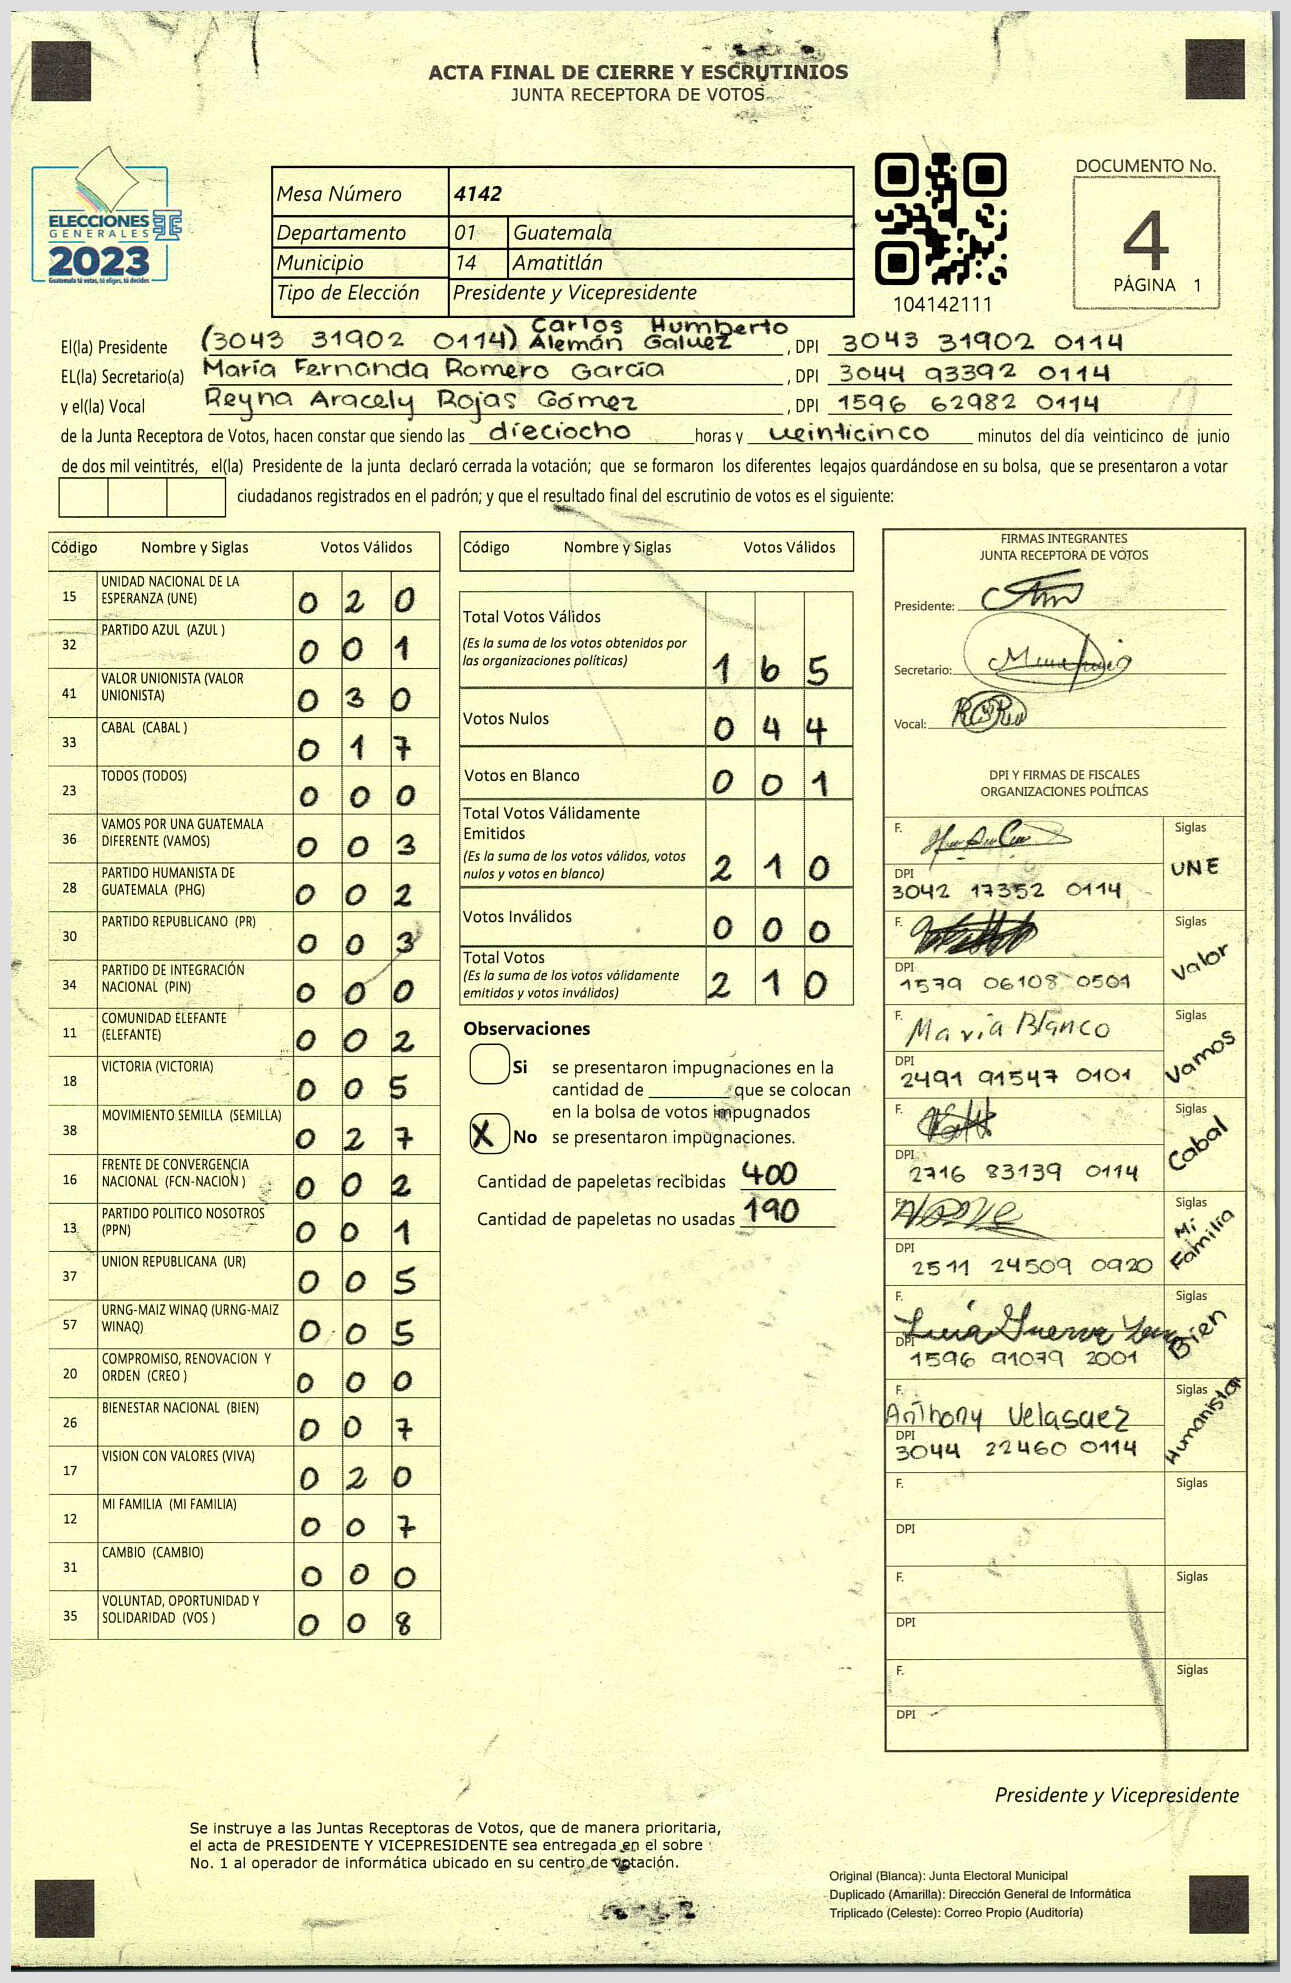 ACTA FINAL DE CIERRE Y ESCRUTINIOS
JUNTA RECEPTORA DE VOTOS
ELECCIONES
GENERALES
2023
Guatemala tú votas, tú eliges, tú decides
Mesa Número 4142
Departamento 01 Guatemala
Municipio 14 Amatitlán
Tipo de Elección Presidente y Vicepresidente
104142111
DOCUMENTO No.
4
PÁGINA 1
El(la) Presidente (3043 31902 0114) Carlos Humberto Alemán Galvez, DPI 3043 31902 0114
EL(la) Secretario(a) María Fernanda Romero García, DPI 3044 93392 0114
y el(la) Vocal Reyna Aracely Rojas Gómez, DPI 1596 62982 0114
de la Junta Receptora de Votos, hacen constar que siendo las dieciocho horas y veinticinco minutos del día veinticinco de junio
de dos mil veintitrés, el(la) Presidente de la junta declaró cerrada la votación; que se formaron los diferentes legajos guardándose en su bolsa, que se presentaron a votar
ciudadanos registrados en el padrón; y que el resultado final del escrutinio de votos es el siguiente:
Código Nombre y Siglas Votos Válidos
15 UNIDAD NACIONAL DE LA ESPERANZA (UNE) 0 2 0
32 PARTIDO AZUL (AZUL ) 0 0 1
41 VALOR UNIONISTA (VALOR UNIONISTA) 0 3 0
33 CABAL (CABAL ) 0 1 7
23 TODOS (TODOS) 0 0 0
36 VAMOS POR UNA GUATEMALA DIFERENTE (VAMOS) 0 0 3
28 PARTIDO HUMANISTA DE GUATEMALA (PHG) 0 0 2
30 PARTIDO REPUBLICANO (PR) 0 0 3
34 PARTIDO DE INTEGRACIÓN NACIONAL (PIN) 0 0 0
11 COMUNIDAD ELEFANTE (ELEFANTE) 0 0 2
18 VICTORIA (VICTORIA) 0 0 5
38 MOVIMIENTO SEMILLA (SEMILLA) 0 2 7
16 FRENTE DE CONVERGENCIA NACIONAL (FCN-NACION ) 0 0 2
13 PARTIDO POLITICO NOSOTROS (PPN) 0 0 1
37 UNION REPUBLICANA (UR) 0 0 5
57 URNG-MAIZ WINAQ (URNG-MAIZ WINAQ) 0 0 5
20 COMPROMISO, RENOVACION Y ORDEN (CREO ) 0 0 0
26 BIENESTAR NACIONAL (BIEN) 0 0 7
17 VISION CON VALORES (VIVA) 0 2 0
12 MI FAMILIA (MI FAMILIA) 0 0 7
31 CAMBIO (CAMBIO) 0 0 0
35 VOLUNTAD, OPORTUNIDAD Y SOLIDARIDAD (VOS ) 0 0 8
Código Nombre y Siglas Votos Válidos
Total Votos Válidos
(Es la suma de los votos obtenidos por
las organizaciones políticas) 1 6 5
Votos Nulos 0 4 4
Votos en Blanco 0 0 1
Total Votos Válidamente
Emitidos
(Es la suma de los votos válidos, votos
nulos y votos en blanco) 2 1 0
Votos Inválidos 0 0 0
Total Votos
(Es la suma de los votos válidamente
emitidos y votos inválidos) 2 1 0
Observaciones
Si se presentaron impugnaciones en la
cantidad de ________ que se colocan
en la bolsa de votos impugnados
X No se presentaron impugnaciones.
Cantidad de papeletas recibidas 400
Cantidad de papeletas no usadas 190
FIRMAS INTEGRANTES
JUNTA RECEPTORA DE VOTOS
Presidente:
Secretario:
Vocal:
DPI Y FIRMAS DE FISCALES
ORGANIZACIONES POLÍTICAS
F. Siglas
UNE
DPI
3042 17352 0114
F. Siglas
Valor
DPI
1579 06108 0501
F. Siglas
María Blanco Vamos
DPI
2491 91547 0101
F. Siglas
Cabal
DPI
2716 83139 0114
F. Siglas
Mi Familia
DPI
2511 24509 0920
F. Siglas
Bien
DPI
1596 91079 2001
F. Siglas
Anthony Velasquez Humanista
DPI
3044 22460 0114
F. Siglas
DPI
F. Siglas
DPI
F. Siglas
DPI
Presidente y Vicepresidente
Se instruye a las Juntas Receptoras de Votos, que de manera prioritaria,
el acta de PRESIDENTE Y VICEPRESIDENTE sea entregada en el sobre
No. 1 al operador de informática ubicado en su centro de votación.
Original (Blanca): Junta Electoral Municipal
Duplicado (Amarilla): Dirección General de Informática
Triplicado (Celeste): Correo Propio (Auditoría)